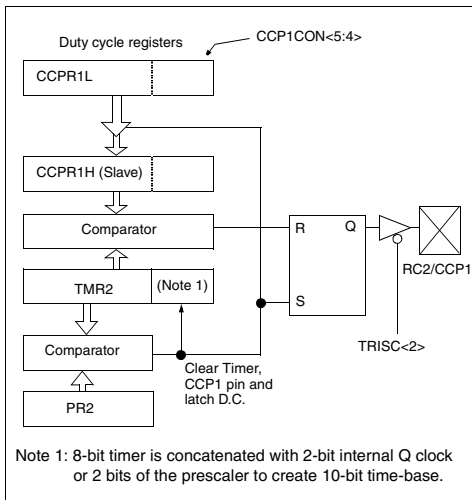 Duty cycle registers
CCP1CON<5:4>
CCPR1L
CCPR1H (Slave)
Comparator
R
Q
RC2/CCP1
TMR2
(Note 1)
S
TRISC<2>
Comparator
Clear Timer,
CCP1 pin and
latch D.C.
PR2
Note 1: 8-bit timer is concatenated with 2-bit internal Q clock
or 2 bits of the prescaler to create 10-bit time-base.